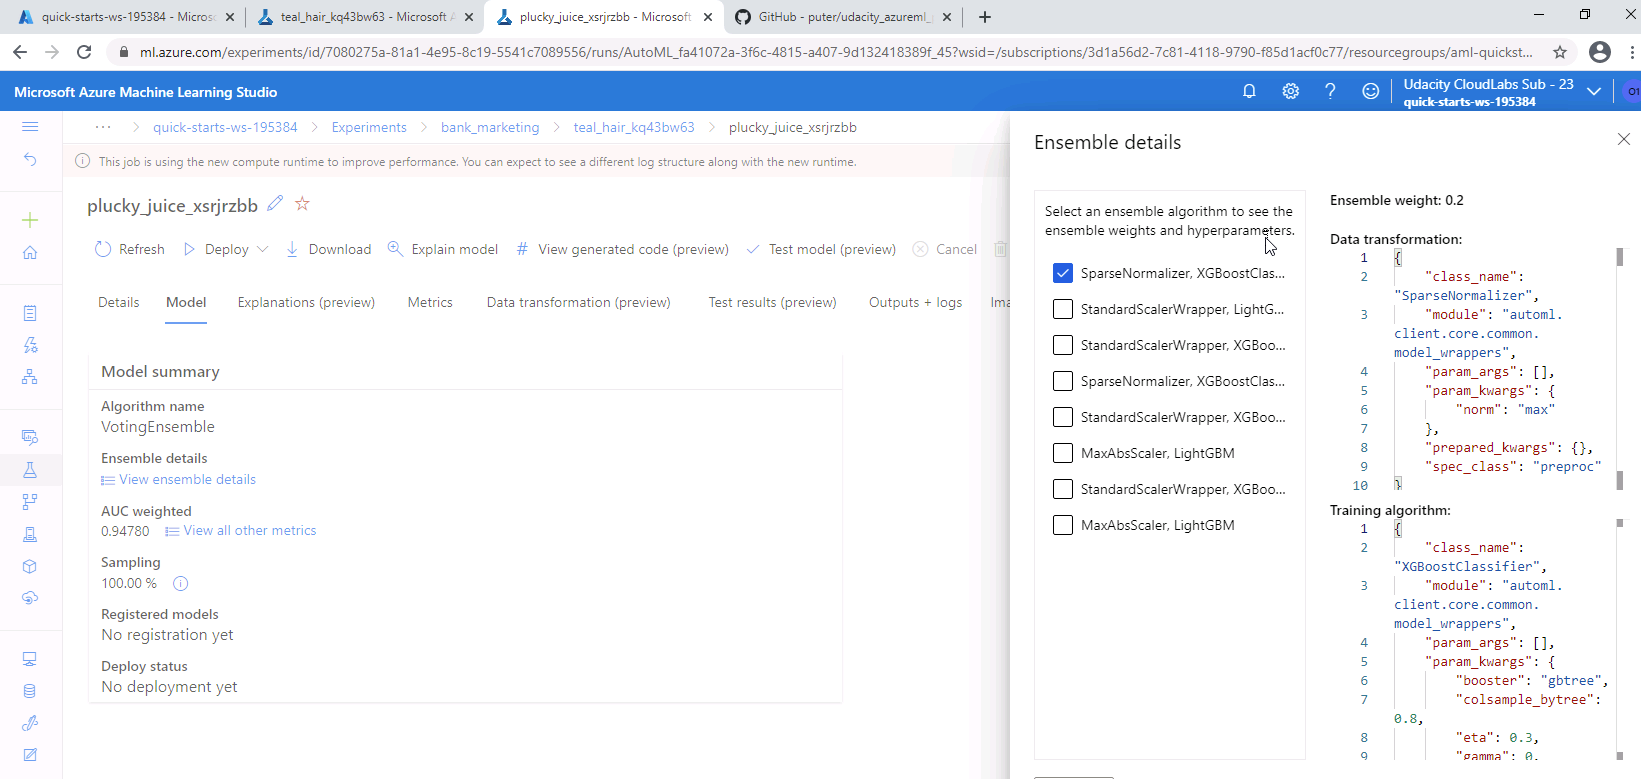 quick-starts-ws-195384 - Micros
teal_hair_kq43bw63 - Microsoft A
plucky_juice_xsrjrzbb - Microsoft
GitHub - puter/udacity_azureml_
ml.azure.com/experiments/id/7080275a-81a1-4e95-8c19-5541c7089556/runs/AutoML_fa41072a-3f6c-4815-a407-9d132418389f_45?wsid=/subscriptions/3d1a56d2-7c81-4118-9790-f85d1acf0c77/resourcegroups/aml-quickst...
Microsoft Azure Machine Learning Studio
Udacity CloudLabs Sub - 23
quick-starts-ws-195384
O1
... > quick-starts-ws-195384 > Experiments > bank_marketing > teal_hair_kq43bw63 > plucky_juice_xsrjrzbb
This job is using the new compute runtime to improve performance. You can expect to see a different log structure along with the new runtime.
plucky_juice_xsrjrzbb
Refresh Deploy Download Explain model View generated code (preview) Test model (preview) Cancel
Details Model Explanations (preview) Metrics Data transformation (preview) Test results (preview) Outputs + logs Ima
Model summary
Algorithm name
VotingEnsemble
Ensemble details
View ensemble details
AUC weighted
0.94780 View all other metrics
Sampling
100.00 %
Registered models
No registration yet
Deploy status
No deployment yet
Ensemble details
Select an ensemble algorithm to see the
ensemble weights and hyperparameters.
SparseNormalizer, XGBoostClas...
StandardScalerWrapper, LightG...
StandardScalerWrapper, XGBoo...
SparseNormalizer, XGBoostClas...
StandardScalerWrapper, XGBoo...
MaxAbsScaler, LightGBM
StandardScalerWrapper, XGBoo...
MaxAbsScaler, LightGBM
Ensemble weight: 0.2
Data transformation:
1 {
2 "class_name":
"SparseNormalizer",
3 "module": "automl.
client.core.common.
model_wrappers",
4 "param_args": [],
5 "param_kwargs": {
6 "norm": "max"
7 },
8 "prepared_kwargs": {},
9 "spec_class": "preproc"
10 }
Training algorithm:
1 {
2 "class_name":
"XGBoostClassifier",
3 "module": "automl.
client.core.common.
model_wrappers",
4 "param_args": [],
5 "param_kwargs": {
6 "booster": "gbtree",
7 "colsample_bytree":
0.8,
8 "eta": 0.3,
9 "gamma": 0,